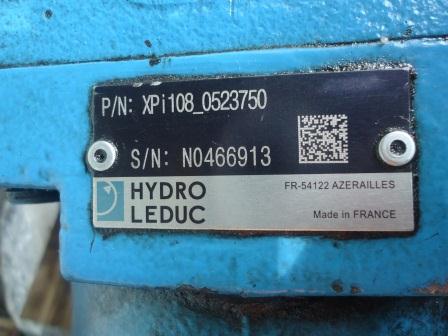 P/N: XPi108_0523750
S/N: N0466913
HYDRO
LEDUC
FR-54122 AZERAILLES
Made in FRANCE